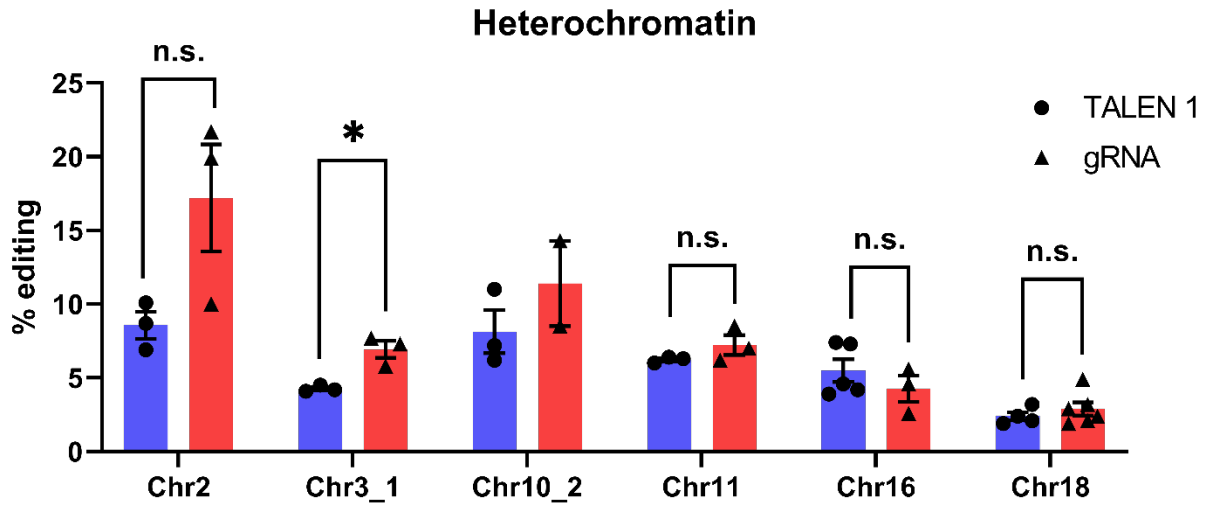 Heterochromatin
n.s.
*
n.s.
n.s.
n.s.
TALEN 1
gRNA
% editing
25
20
15
10
5
0
Chr2 Chr3_1 Chr10_2 Chr11 Chr16 Chr18